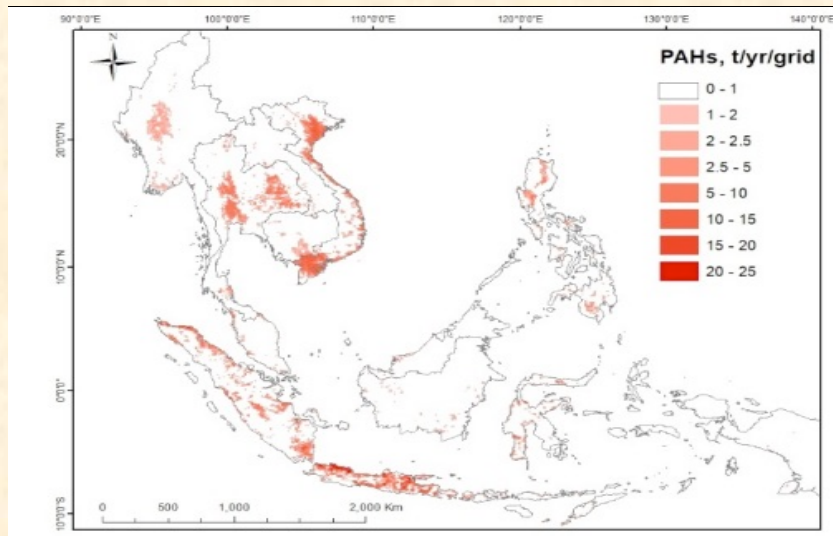 90°0'0"E 100°0'0"E 110°0'0"E 120°0'0"E 130°0'0"E 140°0'0"E
N
PAHs, t/yr/grid
0 - 1
1 - 2
2 - 2.5
2.5 - 5
5 - 10
10 - 15
15 - 20
20 - 25
20°0'0"N
10°0'0"N
0°0'0"
10°0'0"S
0 500 1,000 2,000 Km